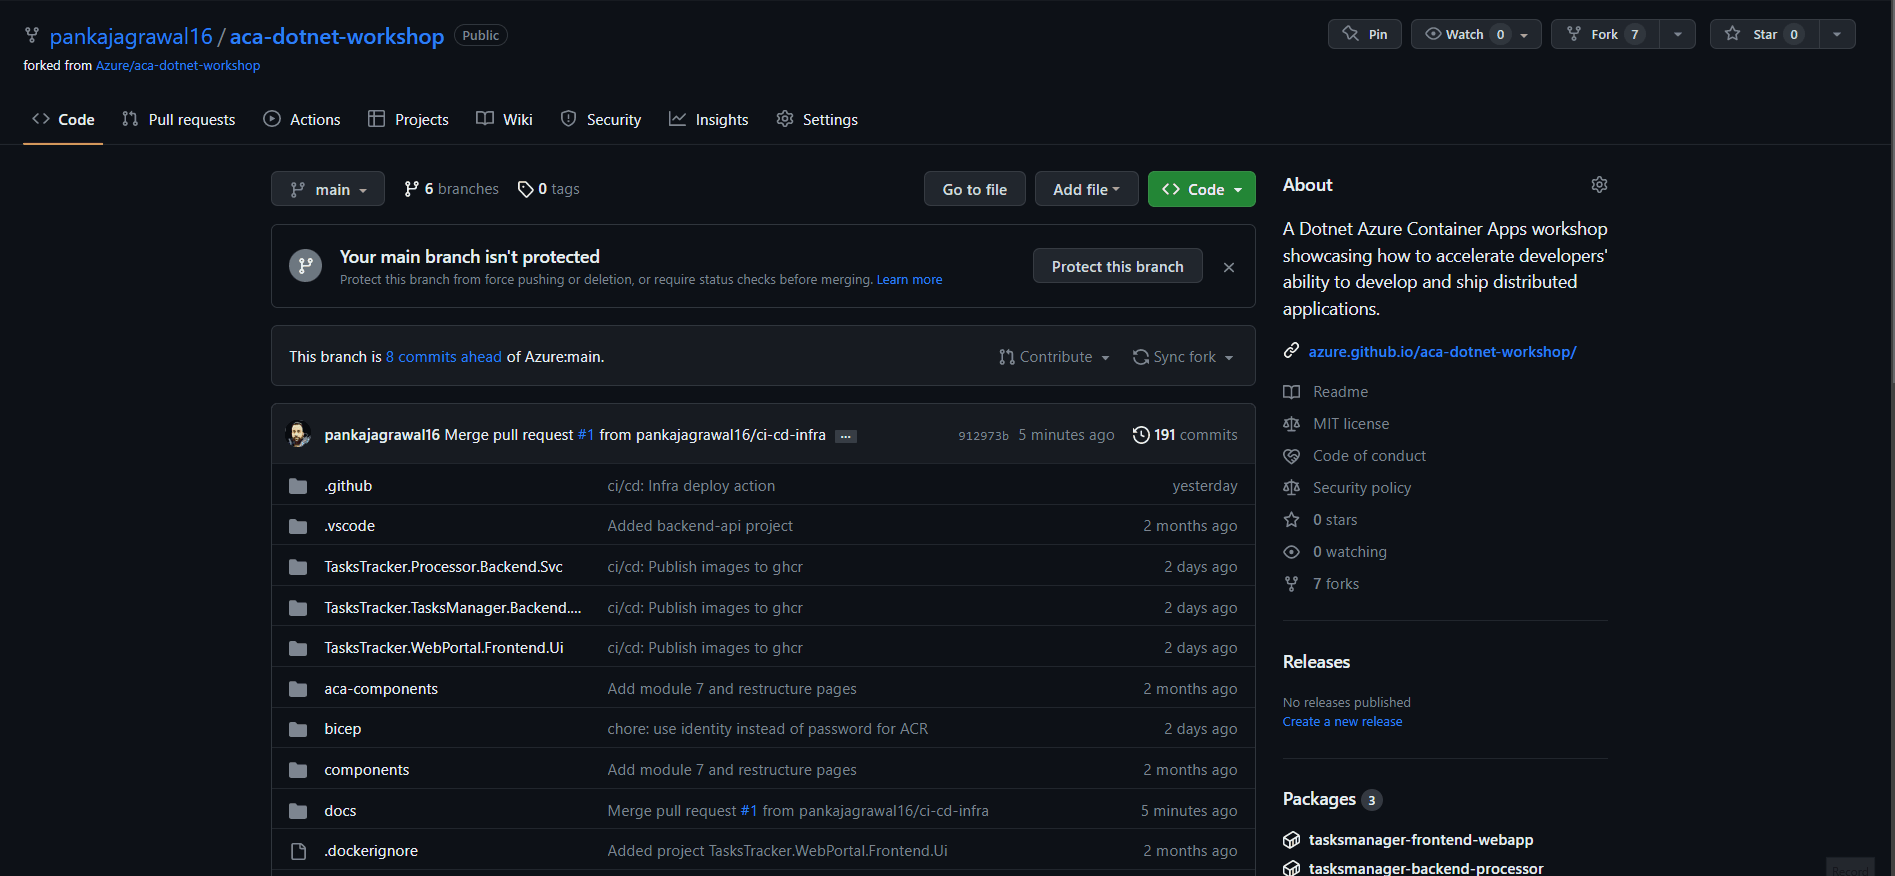 pankajagrawal16 / aca-dotnet-workshop Public
Pin Watch 0 Fork 7 Star 0
forked from Azure/aca-dotnet-workshop
Code Pull requests Actions Projects Wiki Security Insights Settings
main 6 branches 0 tags Go to file Add file Code
Your main branch isn't protected
Protect this branch from force pushing or deletion, or require status checks before merging. Learn more
Protect this branch
This branch is 8 commits ahead of Azure:main.
Contribute Sync fork
pankajagrawal16 Merge pull request #1 from pankajagrawal16/ci-cd-infra ... 912973b 5 minutes ago 191 commits
.github ci/cd: Infra deploy action yesterday
.vscode Added backend-api project 2 months ago
TasksTracker.Processor.Backend.Svc ci/cd: Publish images to ghcr 2 days ago
TasksTracker.TasksManager.Backend.... ci/cd: Publish images to ghcr 2 days ago
TasksTracker.WebPortal.Frontend.Ui ci/cd: Publish images to ghcr 2 days ago
aca-components Add module 7 and restructure pages 2 months ago
bicep chore: use identity instead of password for ACR 2 days ago
components Add module 7 and restructure pages 2 months ago
docs Merge pull request #1 from pankajagrawal16/ci-cd-infra 5 minutes ago
.dockerignore Added project TasksTracker.WebPortal.Frontend.Ui 2 months ago
About
A Dotnet Azure Container Apps workshop
showcasing how to accelerate developers'
ability to develop and ship distributed
applications.
azure.github.io/aca-dotnet-workshop/
Readme
MIT license
Code of conduct
Security policy
0 stars
0 watching
7 forks
Releases
No releases published
Create a new release
Packages 3
tasksmanager-frontend-webapp
tasksmanager-backend-processor